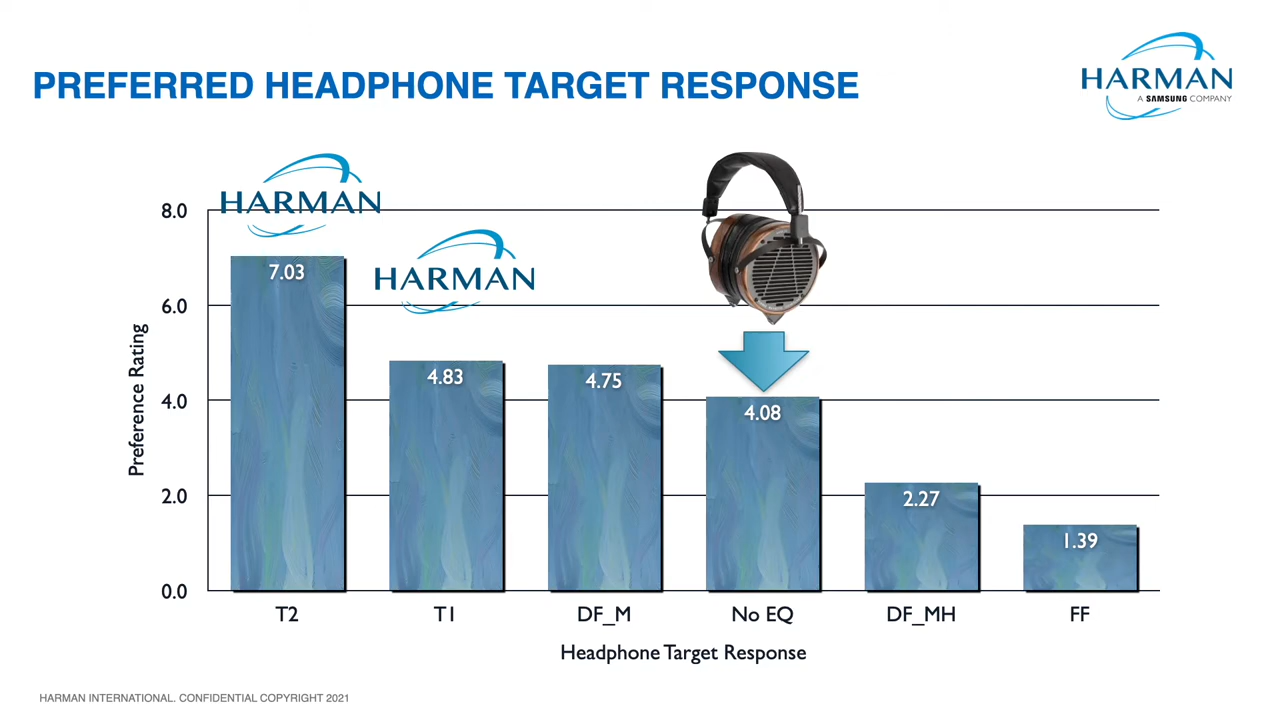 PREFERRED HEADPHONE TARGET RESPONSE
HARMAN
A SAMSUNG COMPANY
HARMAN
HARMAN
Preference Rating
8.0
6.0
4.0
2.0
0.0
7.03
4.83
4.75
4.08
2.27
1.39
T2
T1
DF_M
No EQ
DF_MH
FF
Headphone Target Response
HARMAN INTERNATIONAL. CONFIDENTIAL COPYRIGHT 2021